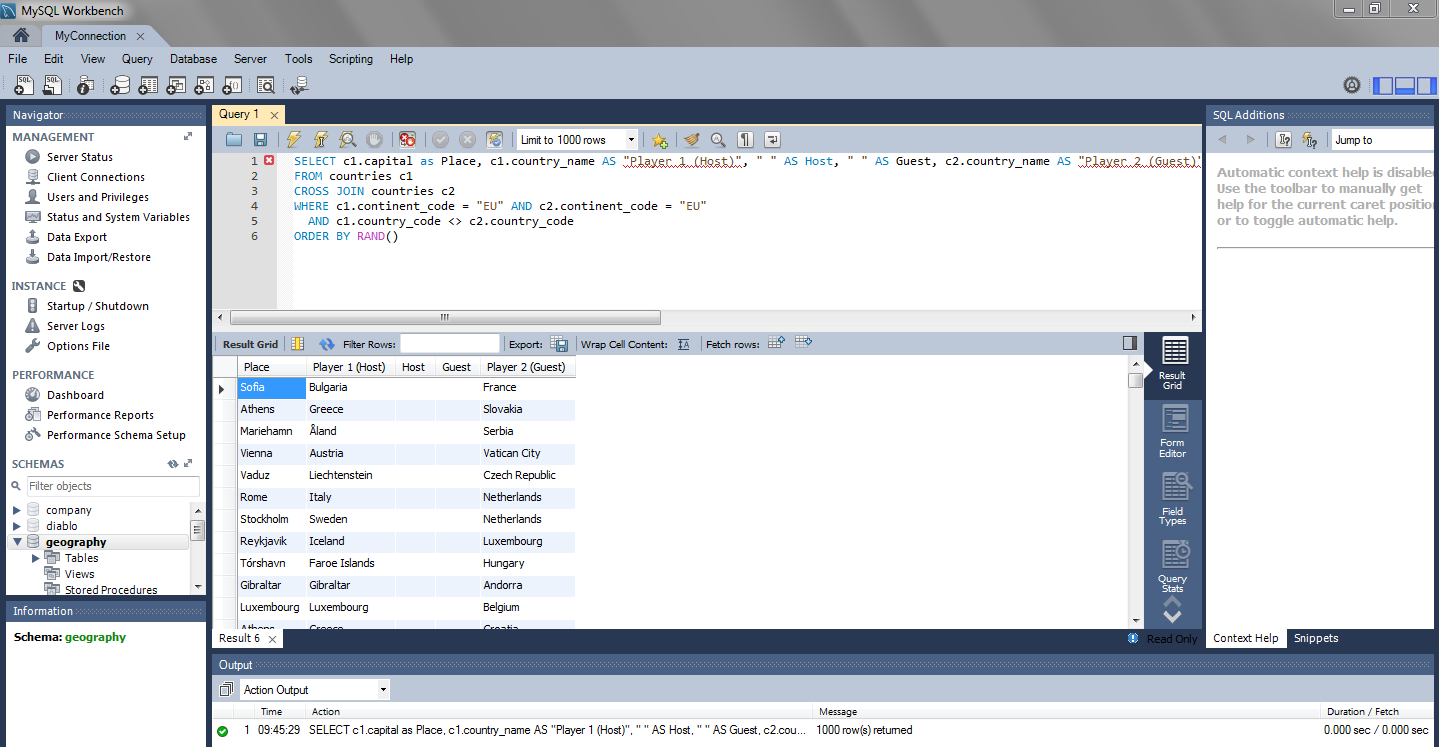 MySQL Workbench
MyConnection
File Edit View Query Database Server Tools Scripting Help
Navigator
MANAGEMENT
Server Status
Client Connections
Users and Privileges
Status and System Variables
Data Export
Data Import/Restore
INSTANCE
Startup / Shutdown
Server Logs
Options File
PERFORMANCE
Dashboard
Performance Reports
Performance Schema Setup
SCHEMAS
Filter objects
company
diablo
geography
Tables
Views
Stored Procedures
Information
Schema: geography
Query 1
Limit to 1000 rows
1 SELECT c1.capital as Place, c1.country_name AS "Player 1 (Host)", " " AS Host, " " AS Guest, c2.country_name AS "Player 2 (Guest)"
2 FROM countries c1
3 CROSS JOIN countries c2
4 WHERE c1.continent_code = "EU" AND c2.continent_code = "EU"
5 AND c1.country_code <> c2.country_code
6 ORDER BY RAND()
Result Grid Filter Rows: Export: Wrap Cell Content: Fetch rows:
Place Player 1 (Host) Host Guest Player 2 (Guest)
Sofia Bulgaria France
Athens Greece Slovakia
Mariehamn Åland Serbia
Vienna Austria Vatican City
Vaduz Liechtenstein Czech Republic
Rome Italy Netherlands
Stockholm Sweden Netherlands
Reykjavik Iceland Luxembourg
Tórshavn Faroe Islands Hungary
Gibraltar Gibraltar Andorra
Luxembourg Luxembourg Belgium
Athens Greece Croatia
Result
Grid
Form
Editor
Field
Types
Query
Stats
Result 6
Read Only
SQL Additions
Jump to
Automatic context help is disable
Use the toolbar to manually get
help for the current caret position
or to toggle automatic help.
Context Help Snippets
Output
Action Output
Time Action Message Duration / Fetch
1 09:45:29 SELECT c1.capital as Place, c1.country_name AS "Player 1 (Host)", " " AS Host, " " AS Guest, c2.cou... 1000 row(s) returned 0.000 sec / 0.000 sec